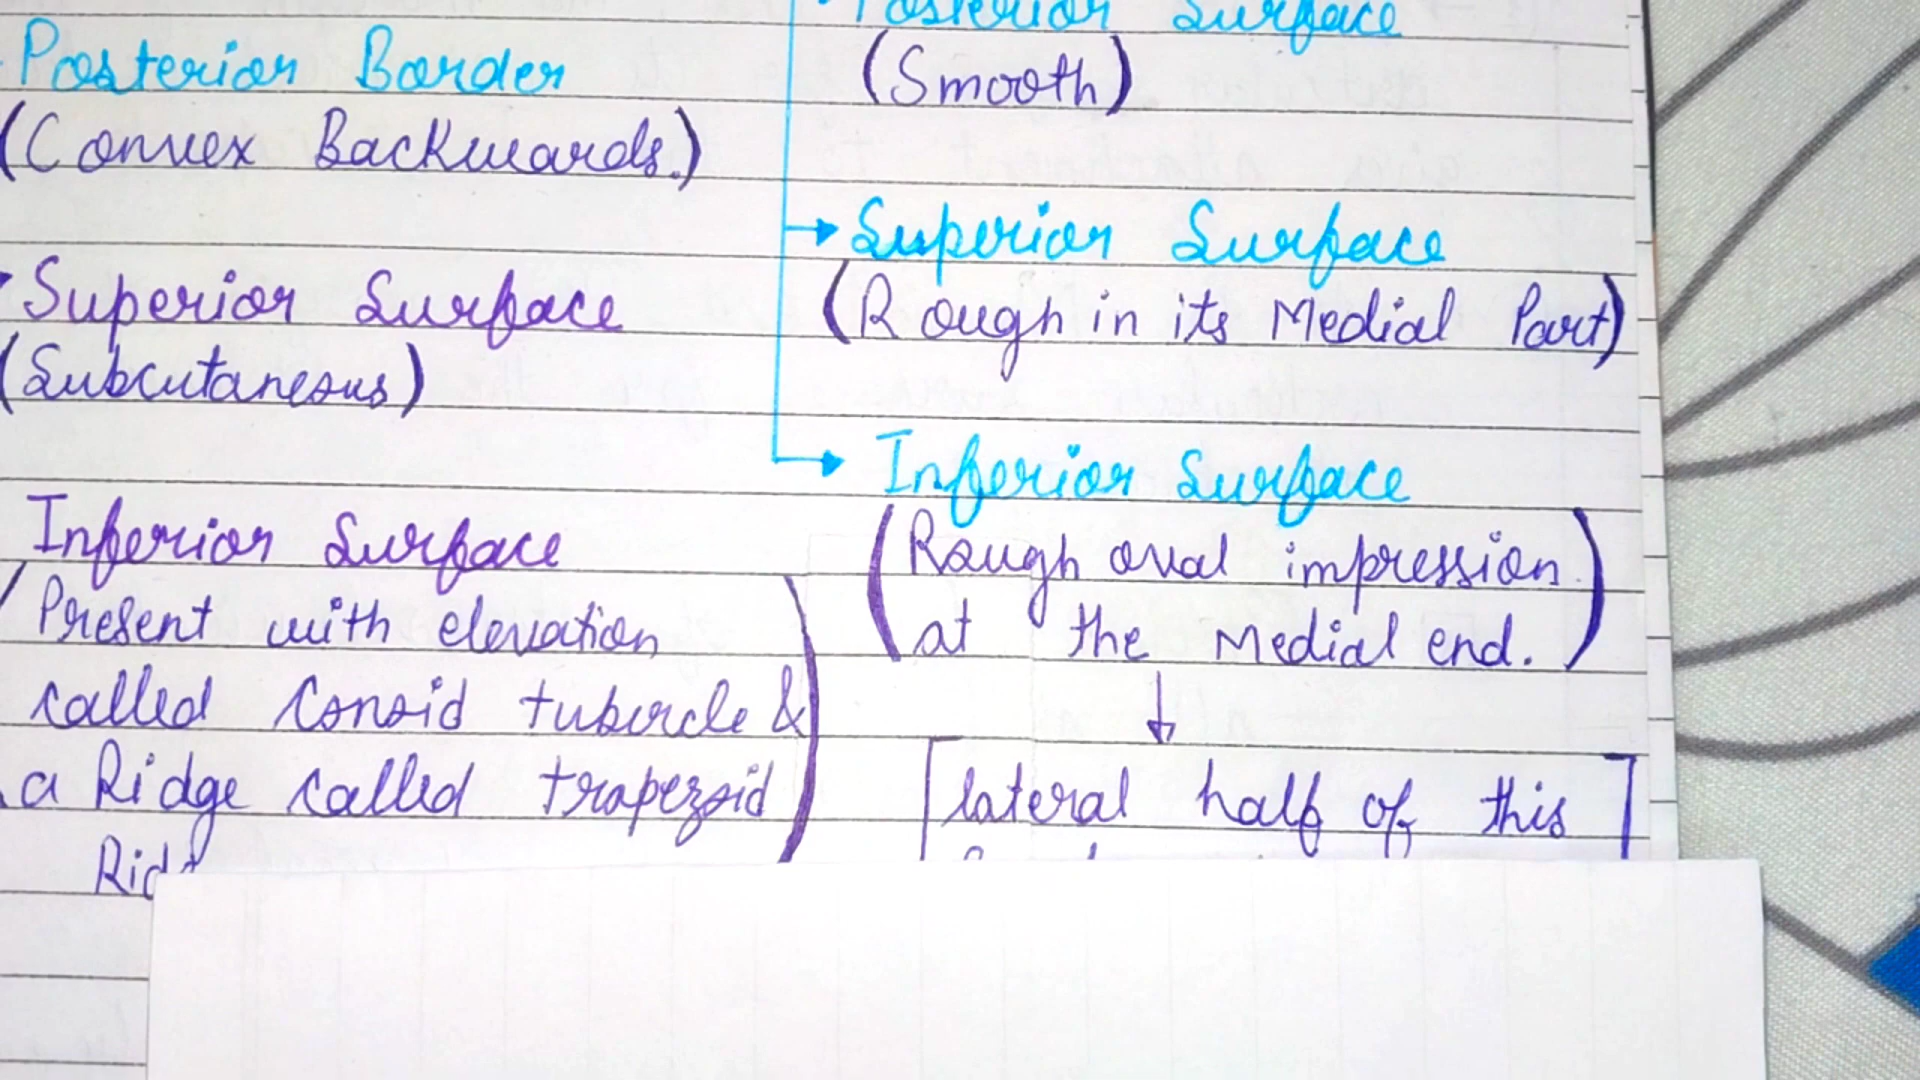 Posterior Border
(Convex Backwards.)
Superior Surface
(Subcutaneous)
Inferior Surface
(Present with elevation
called Conoid tubercle &
a Ridge called trapezoid
Posterior Surface
(Smooth)
Superior Surface
(Rough in its Medial Part)
Inferior Surface
(Rough oval impression
at the Medial end.)
[lateral half of this]